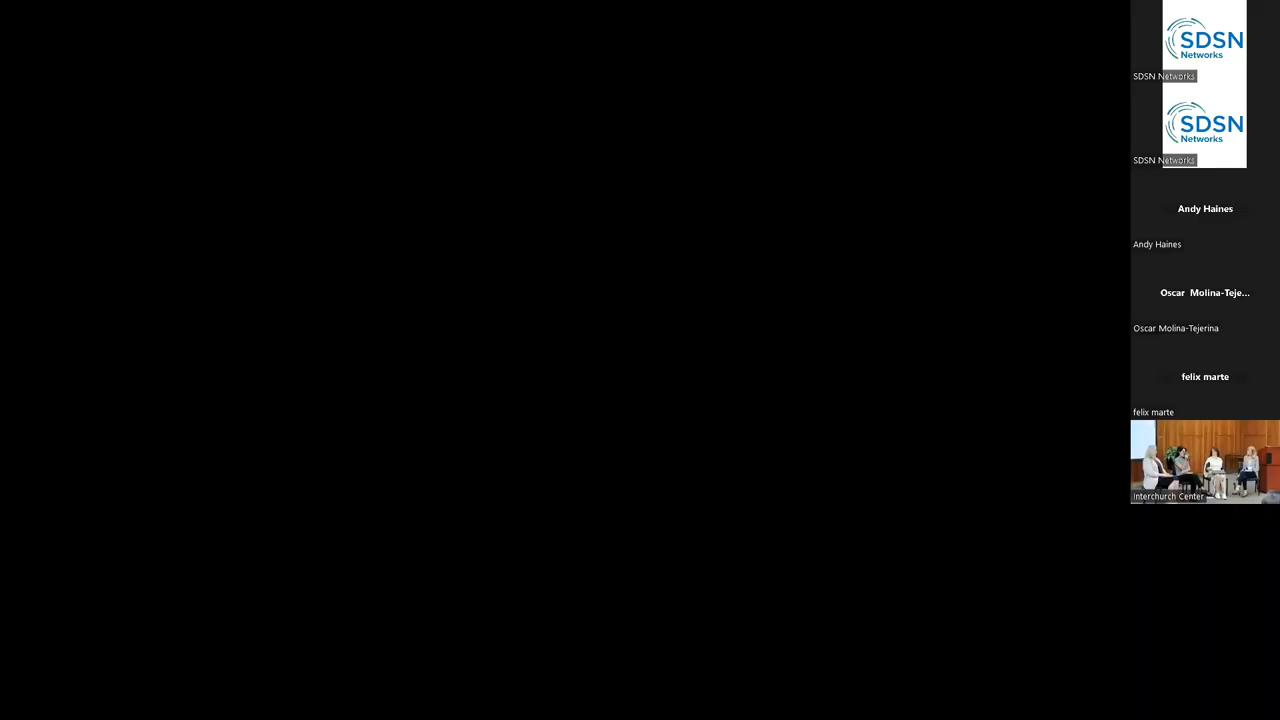 SDSN
Networks
SDSN Networks
SDSN
Networks
SDSN Networks
Andy Haines
Andy Haines
Oscar Molina-Teje...
Oscar Molina-Tejerina
felix marte
felix marte
Interchurch Center